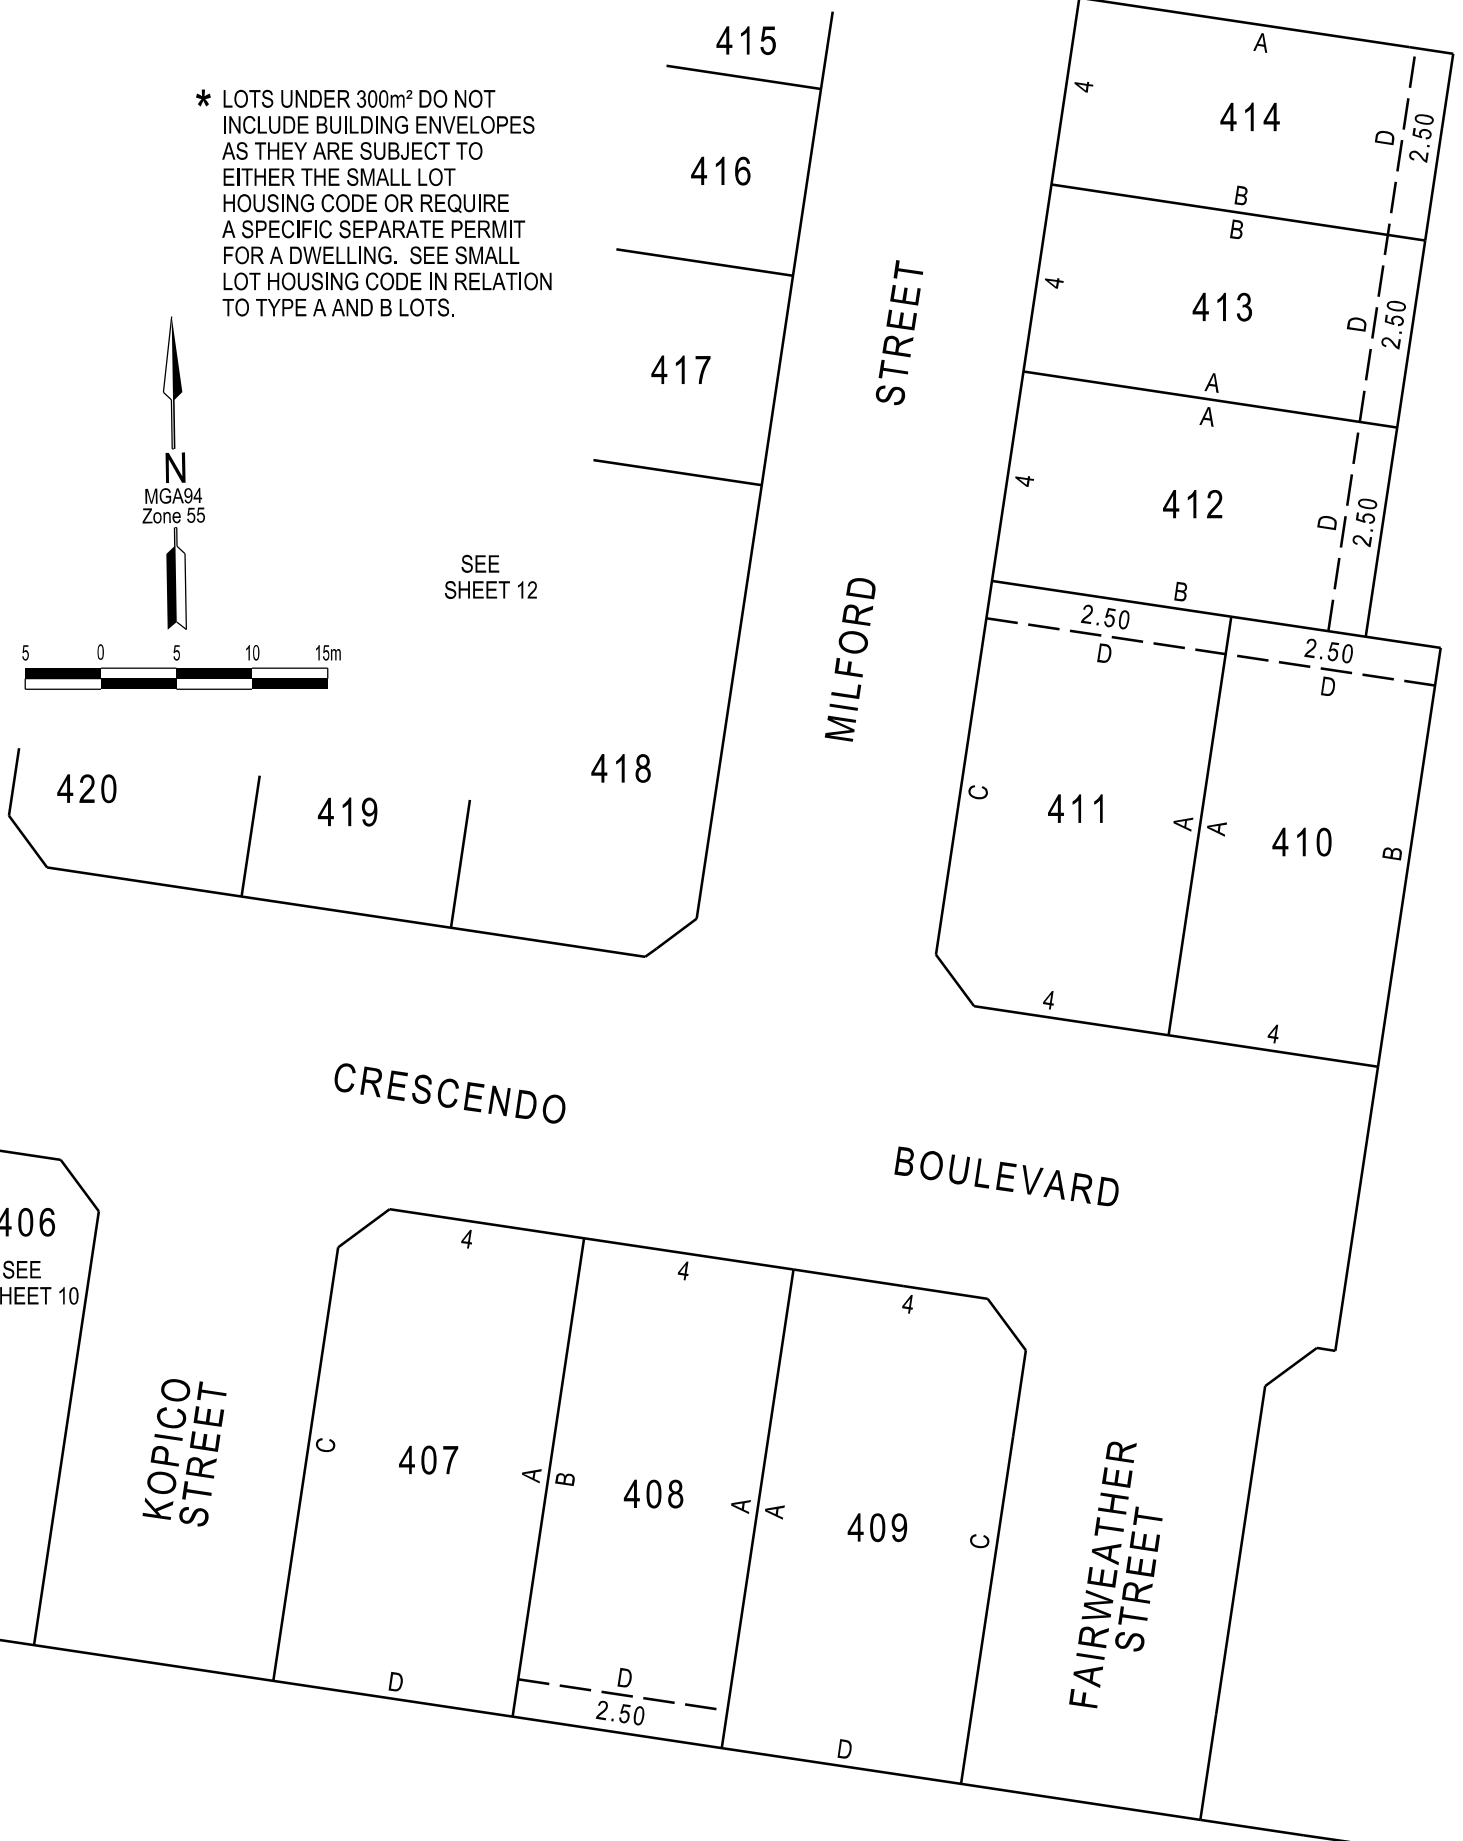 415
* LOTS UNDER 300m² DO NOT
INCLUDE BUILDING ENVELOPES
AS THEY ARE SUBJECT TO
EITHER THE SMALL LOT
HOUSING CODE OR REQUIRE
A SPECIFIC SEPARATE PERMIT
FOR A DWELLING. SEE SMALL
LOT HOUSING CODE IN RELATION
TO TYPE A AND B LOTS.
416
417
A
4
414
D
2.50
B
B
4
413
D
2.50
A
A
4
412
D
2.50
B
MILFORD
STREET
N
MGA94
Zone 55
SEE
SHEET 12
5 0 5 10 15m
420
419
418
2.50
D
2.50
D
C
411
A
A
410
B
4
4
CRESCENDO
BOULEVARD
406
SEE
HEET 10
KOPICO
STREET
4
4
4
C
407
A
B
408
A
A
409
C
D
D
2.50
D
FAIRWEATHER
STREET